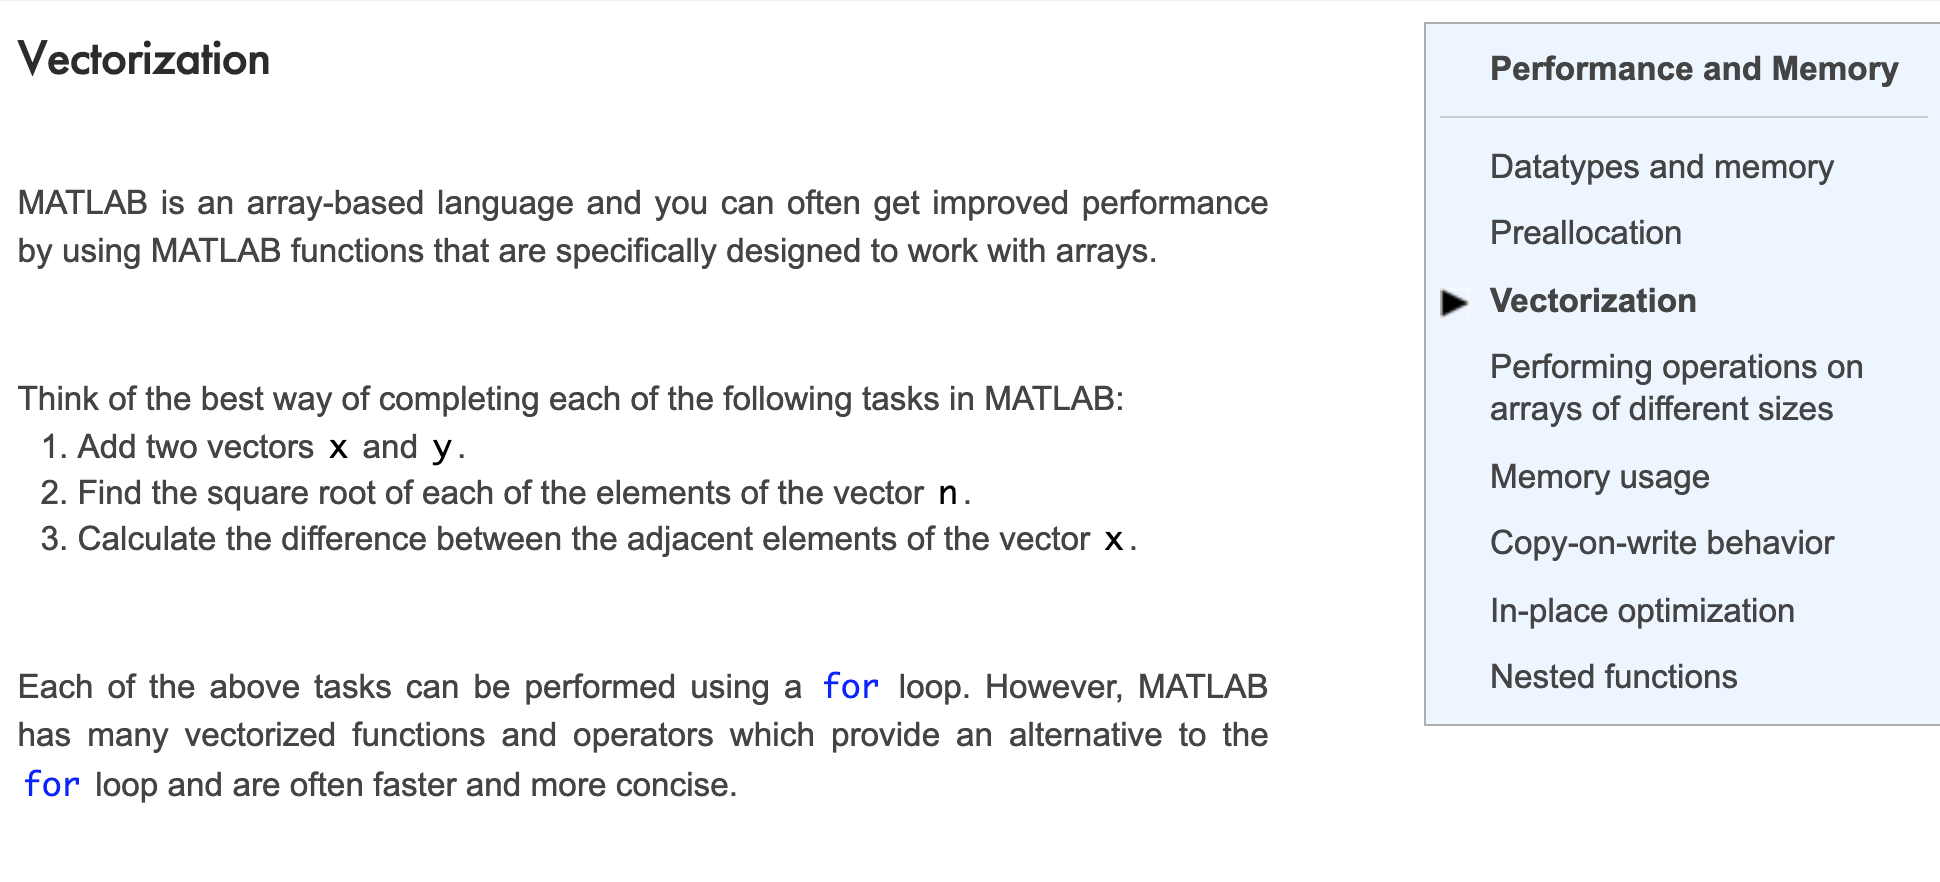 Vectorization
MATLAB is an array-based language and you can often get improved performance
by using MATLAB functions that are specifically designed to work with arrays.
Think of the best way of completing each of the following tasks in MATLAB:
1. Add two vectors x and y.
2. Find the square root of each of the elements of the vector n.
3. Calculate the difference between the adjacent elements of the vector x.
Each of the above tasks can be performed using a for loop. However, MATLAB
has many vectorized functions and operators which provide an alternative to the
for loop and are often faster and more concise.
Performance and Memory
Datatypes and memory
Preallocation
Vectorization
Performing operations on
arrays of different sizes
Memory usage
Copy-on-write behavior
In-place optimization
Nested functions